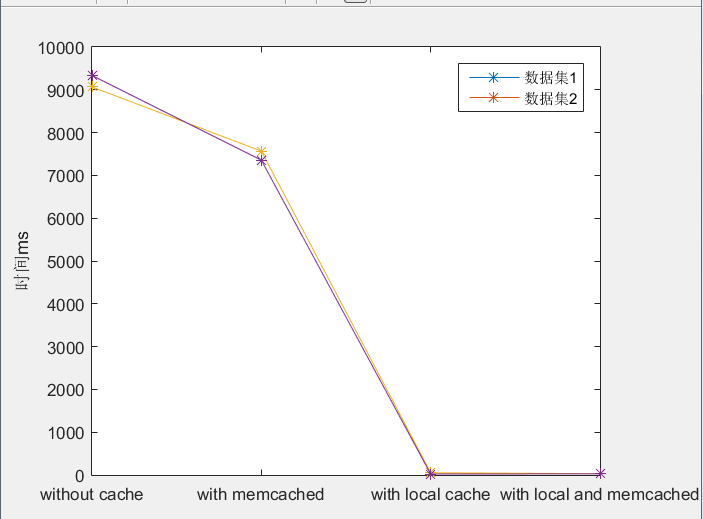 10000
9000
8000
7000
6000
5000
4000
3000
2000
1000
0
时间ms
数据集1
数据集2
without cache
with memcached
with local cache
with local and memcached